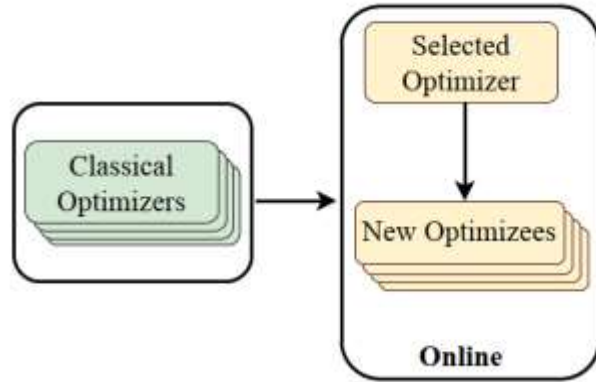 Classical
Optimizers
Selected
Optimizer
New Optimizees
Online